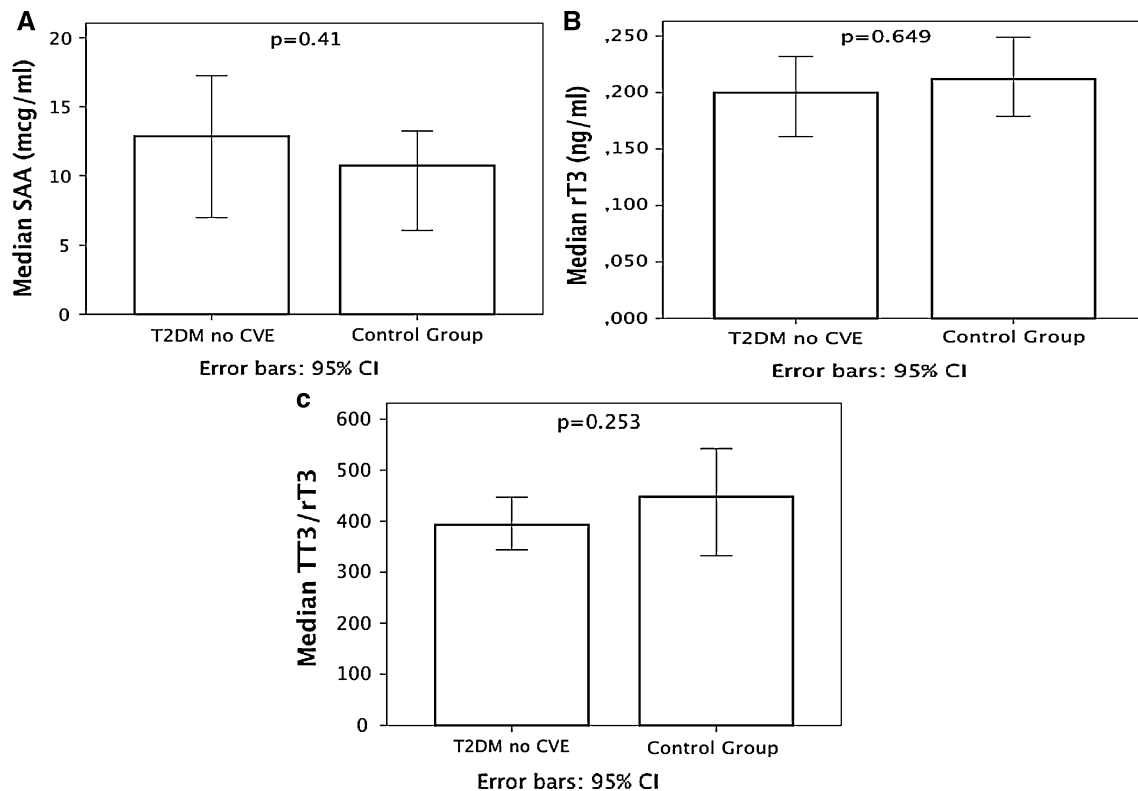 A
p=0.41
Median SAA (mcg/ml)
20
15
10
5
0
T2DM no CVE
Control Group
Error bars: 95% CI
B
p=0.649
Median rT3 (ng/ml)
,250
,200
,150
,100
,050
,000
T2DM no CVE
Control Group
Error bars: 95% CI
c
p=0.253
Median TT3/rT3
600
500
400
300
200
100
0
T2DM no CVE
Control Group
Error bars: 95% CI